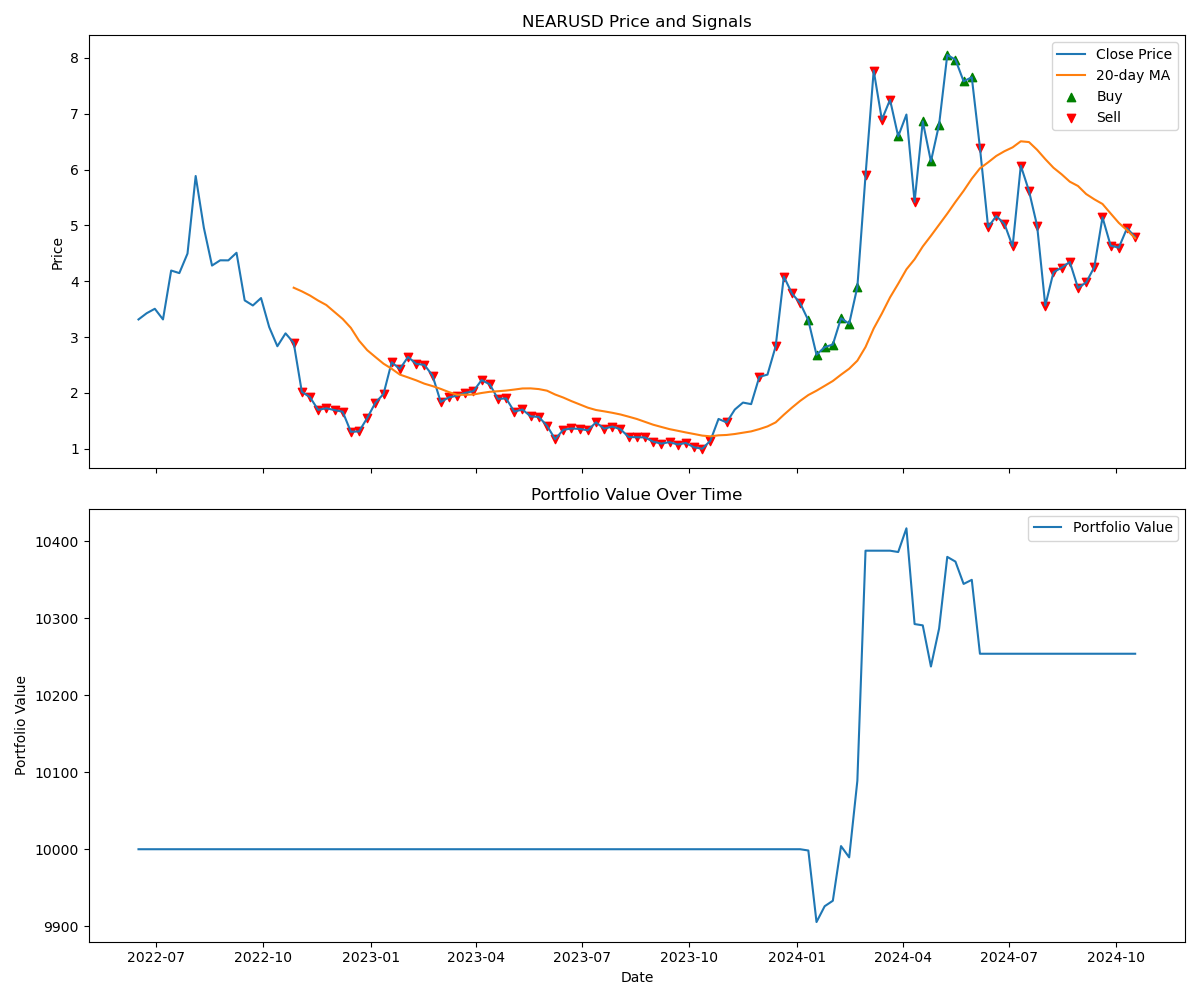 NEARUSD Price and Signals
Price
8
7
6
5
4
3
2
1
Close Price
20-day MA
Buy
Sell
Portfolio Value Over Time
Portfolio Value
10400
10300
10200
10100
10000
9900
Portfolio Value
2022-07
2022-10
2023-01
2023-04
2023-07
2023-10
2024-01
2024-04
2024-07
2024-10
Date